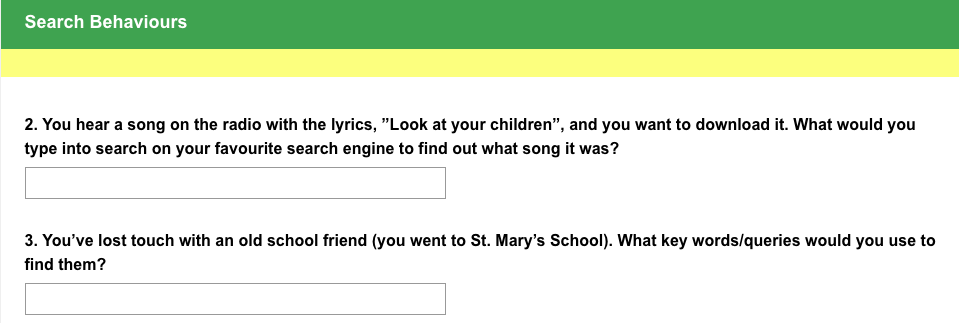 Search Behaviours
2. You hear a song on the radio with the lyrics, ”Look at your children”, and you want to download it. What would you
type into search on your favourite search engine to find out what song it was?
3. You’ve lost touch with an old school friend (you went to St. Mary’s School). What key words/queries would you use to
find them?